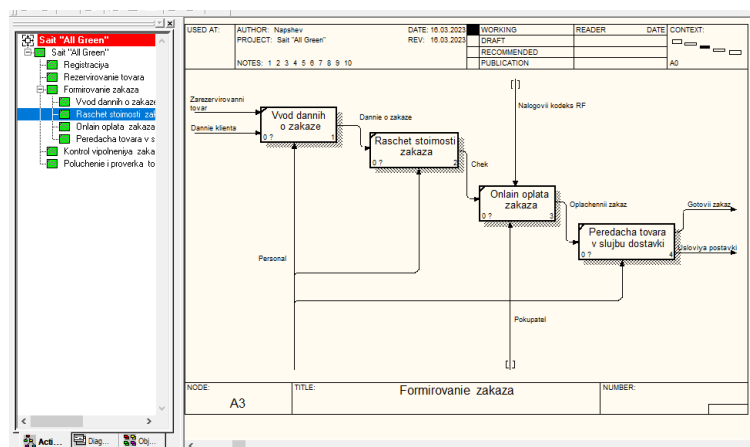 Sait "All Green"
Sait "All Green"
Registraciya
Rezervirovanie tovara
Formirovanie zakaza
Vvod dannih o zakaze
Raschet stoimosti zal
Onlain oplata zakaza
Peredacha tovara v s
Kontrol vipolneniya zaka
Poluchenie i proverka to
Acti...
Diag...
Obj...
USED AT:
AUTHOR: Napshev
DATE: 16.03.2023
PROJECT: Sait "All Green"
REV: 16.03.2023
NOTES: 1 2 3 4 5 6 7 8 9 10
WORKING
DRAFT
RECOMMENDED
PUBLICATION
READER
DATE
CONTEXT:
A0
Zarezervirovanni
tovar
Dannie klienta
Vvod dannih
o zakaze
0 ?
1
Dannie o zakaze
Raschet stoimosti
zakaza
0 ?
2
Chek
Nalogovii kodeks RF
Onlain oplata
zakaza
0 ?
3
Oplachennii zakaz
Peredacha tovara
v slujbu dostavki
0 ?
4
Gotovii zakaz
Usloviya postavki
Personal
Pokupatel
NODE:
A3
TITLE:
Formirovanie zakaza
NUMBER: